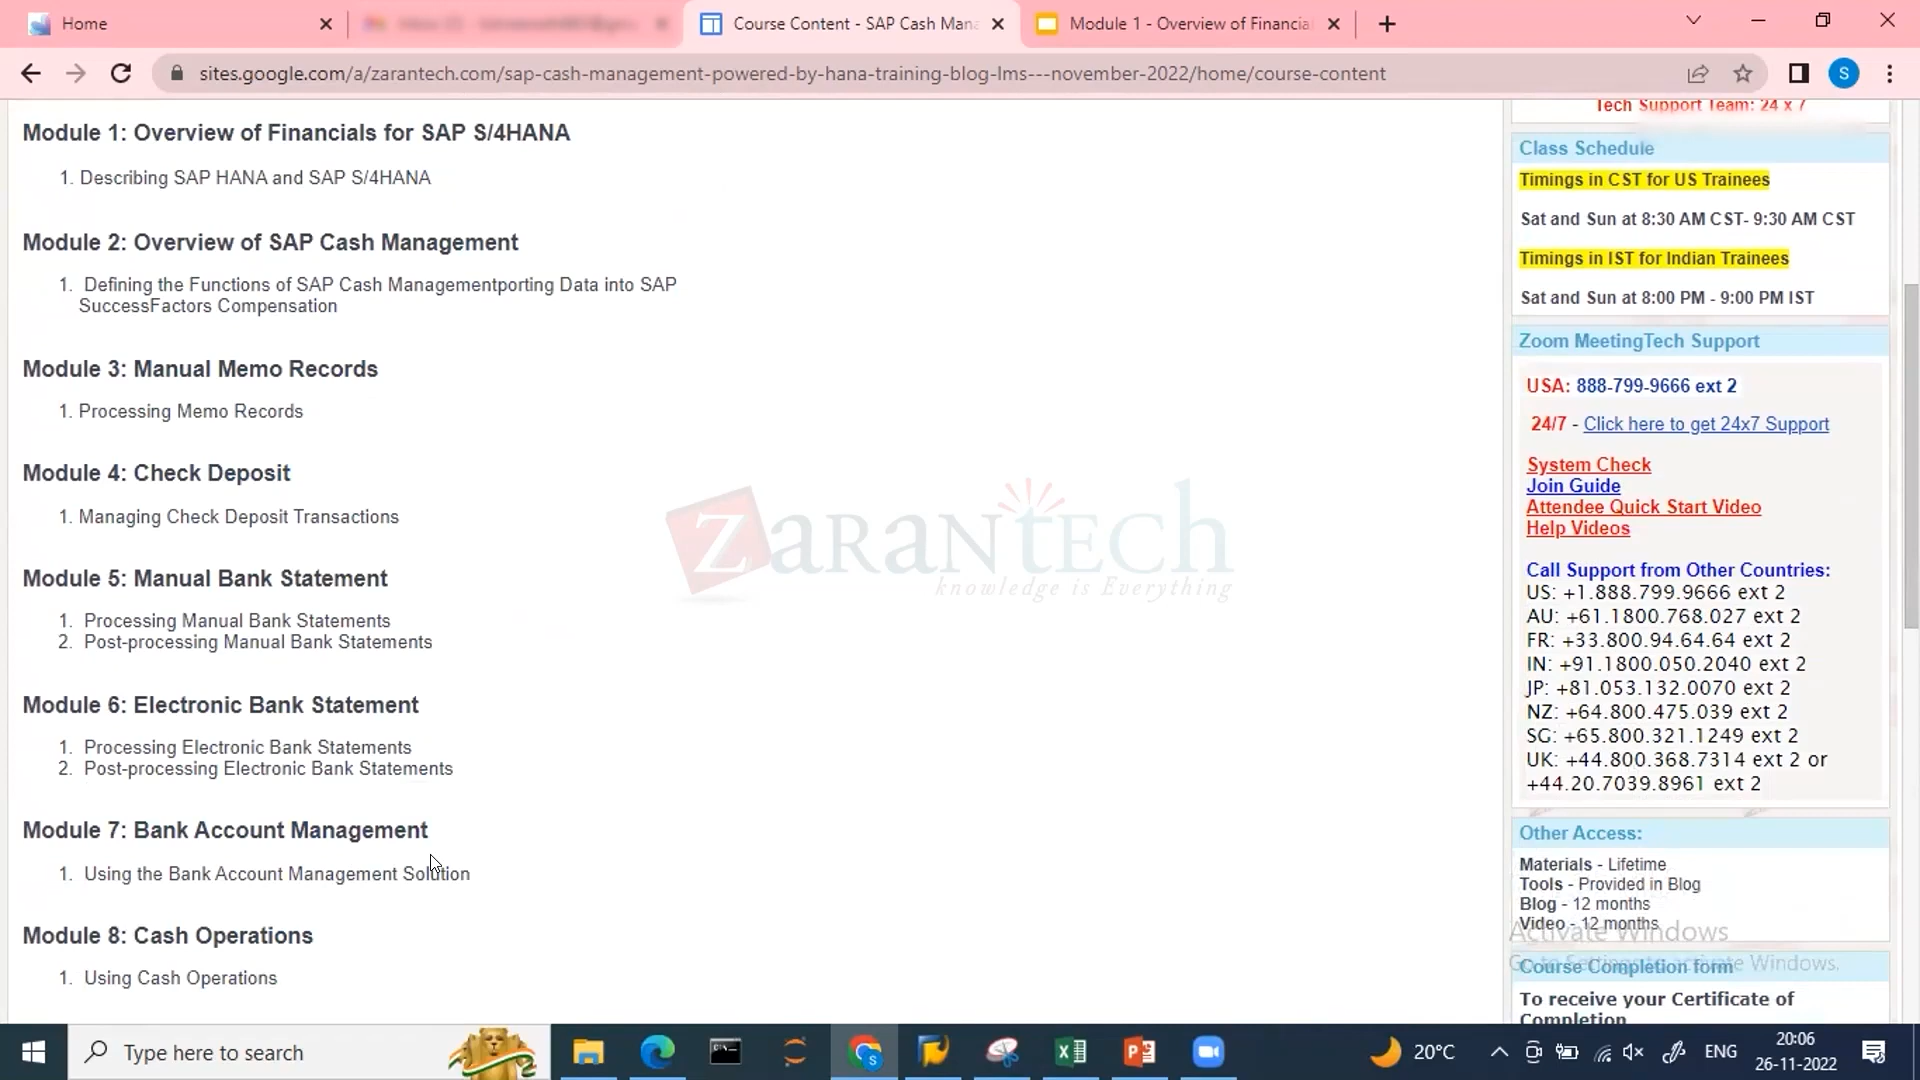 Home
Course Content - SAP Cash Mana
Module 1 - Overview of Financia
sites.google.com/a/zarantech.com/sap-cash-management-powered-by-hana-training-blog-lms---november-2022/home/course-content
S
Module 1: Overview of Financials for SAP S/4HANA
1. Describing SAP HANA and SAP S/4HANA
Module 2: Overview of SAP Cash Management
1. Defining the Functions of SAP Cash Managementporting Data into SAP
SuccessFactors Compensation
Module 3: Manual Memo Records
1. Processing Memo Records
Module 4: Check Deposit
1. Managing Check Deposit Transactions
Module 5: Manual Bank Statement
1. Processing Manual Bank Statements
2. Post-processing Manual Bank Statements
Module 6: Electronic Bank Statement
1. Processing Electronic Bank Statements
2. Post-processing Electronic Bank Statements
Module 7: Bank Account Management
1. Using the Bank Account Management Solution
Module 8: Cash Operations
1. Using Cash Operations
ZaranTech
knowledge is Everything
Tech Support Team: 24 x 7
Class Schedule
Timings in CST for US Trainees
Sat and Sun at 8:30 AM CST- 9:30 AM CST
Timings in IST for Indian Trainees
Sat and Sun at 8:00 PM - 9:00 PM IST
Zoom MeetingTech Support
USA: 888-799-9666 ext 2
24/7 - Click here to get 24x7 Support
System Check
Join Guide
Attendee Quick Start Video
Help Videos
Call Support from Other Countries:
US: +1.888.799.9666 ext 2
AU: +61.1800.768.027 ext 2
FR: +33.800.94.64.64 ext 2
IN: +91.1800.050.2040 ext 2
JP: +81.053.132.0070 ext 2
NZ: +64.800.475.039 ext 2
SG: +65.800.321.1249 ext 2
UK: +44.800.368.7314 ext 2 or
+44.20.7039.8961 ext 2
Other Access:
Materials - Lifetime
Tools - Provided in Blog
Blog - 12 months
Video - 12 months
Activate Windows
Go to Settings to activate Windows.
Course Completion form
To receive your Certificate of
Completion
Type here to search
20°C
ENG
20:06
26-11-2022